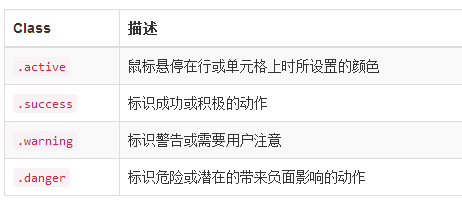 Class 描述
.active 鼠标悬停在行或单元格上时所设置的颜色
.success 标识成功或积极的动作
.warning 标识警告或需要用户注意
.danger 标识危险或潜在的带来负面影响的动作